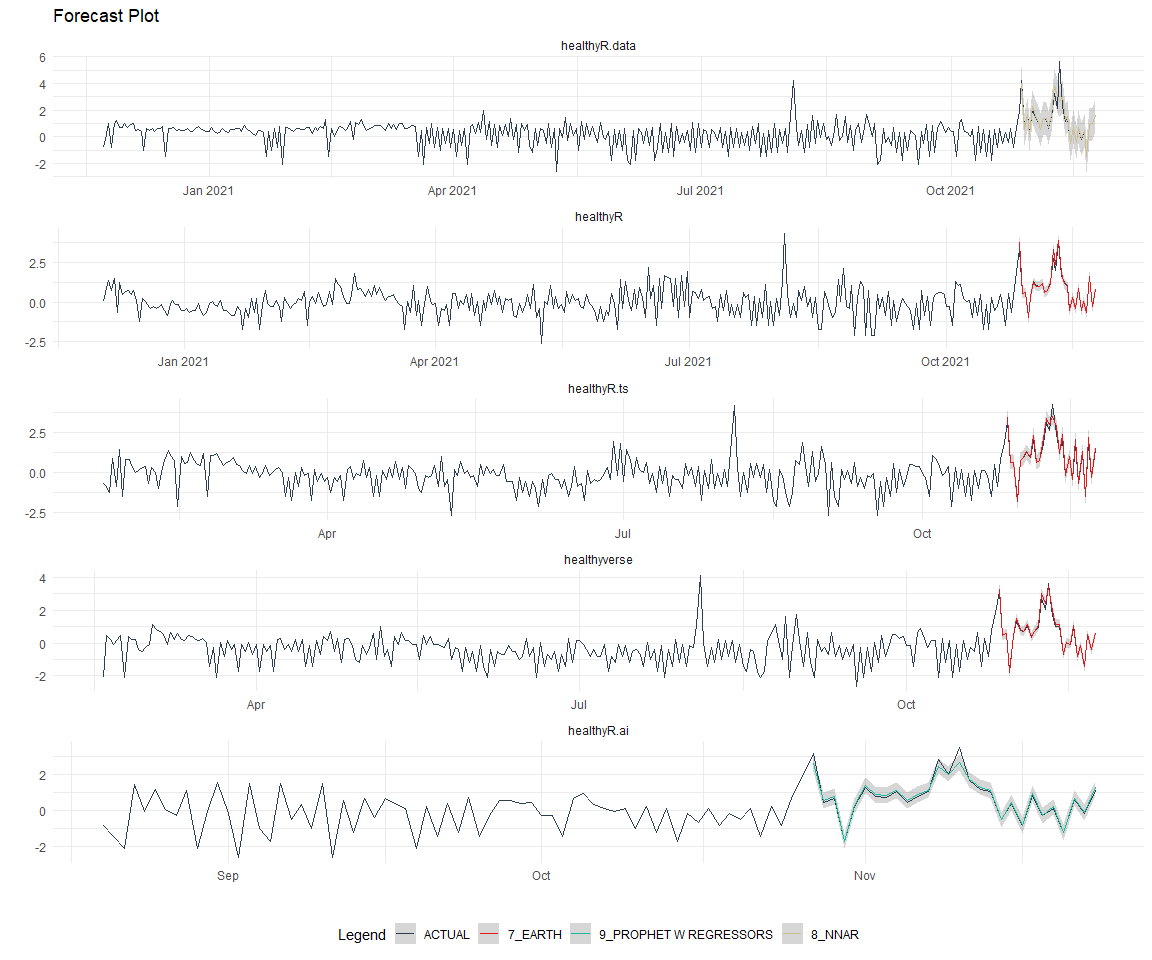 Forecast Plot
healthyR.data
6
4
2
0
-2
Jan 2021 Apr 2021 Jul 2021 Oct 2021
healthyR
2.5
0.0
-2.5
Jan 2021 Apr 2021 Jul 2021 Oct 2021
healthyR.ts
2.5
0.0
-2.5
Apr Jul Oct
healthyverse
4
2
0
-2
Apr Jul Oct
healthyR.ai
2
0
-2
Sep Oct Nov
Legend ACTUAL 7_EARTH 9_PROPHET W REGRESSORS 8_NNAR